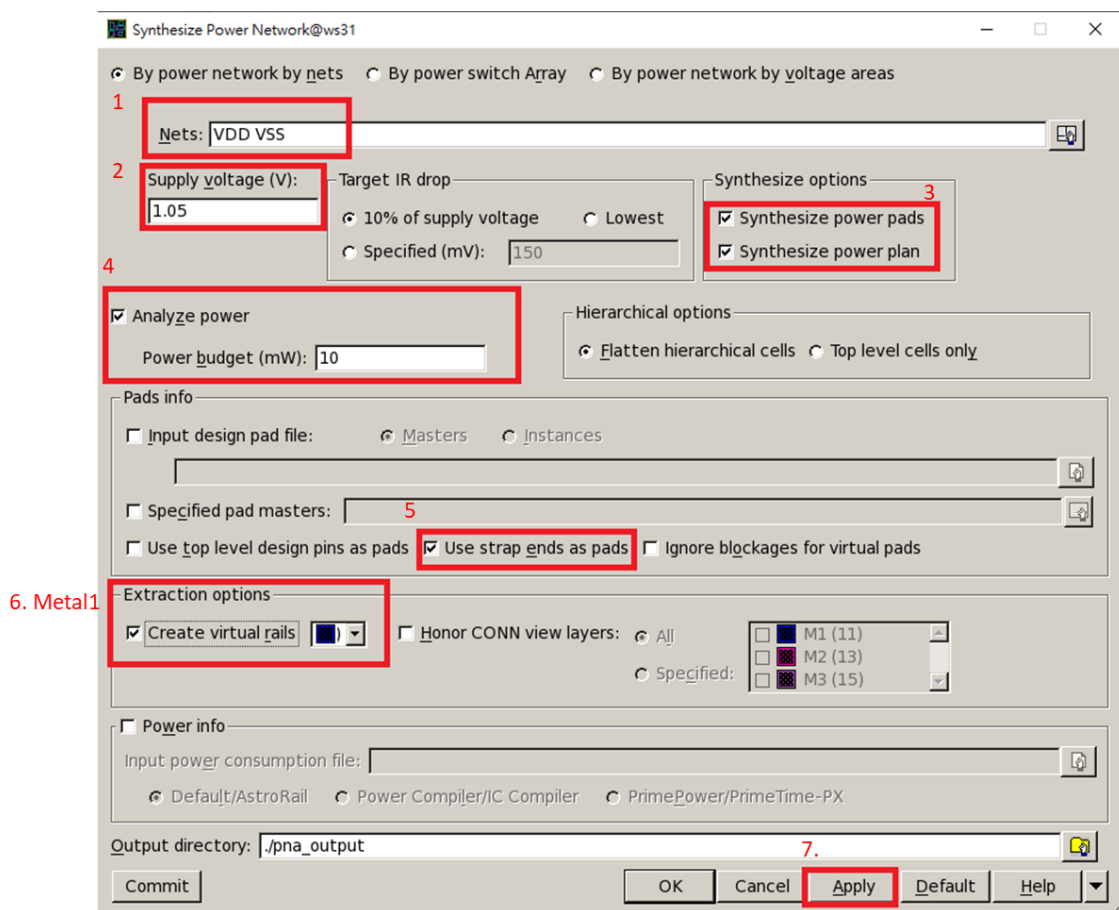 Synthesize Power Network@ws31
By power network by nets By power switch Array By power network by voltage areas
1
Nets: VDD VSS
2
Supply voltage (V): Target IR drop Synthesize options
3
1.05 10% of supply voltage Lowest Synthesize power pads
Specified (mV): 150 Synthesize power plan
4
Analyze power Hierarchical options
Power budget (mW): 10 Flatten hierarchical cells Top level cells only
Pads info
Input design pad file: Masters Instances
Specified pad masters: 5
Use top level design pins as pads Use strap ends as pads Ignore blockages for virtual pads
6. Metal1 Extraction options
Create virtual rails ) Honor CONN view layers: All M1 (11)
M2 (13)
Specified: M3 (15)
Power info
Input power consumption file:
Default/AstroRail Power Compiler/IC Compiler PrimePower/PrimeTime-PX
Output directory: ./pna_output
7.
Commit OK Cancel Apply Default Help